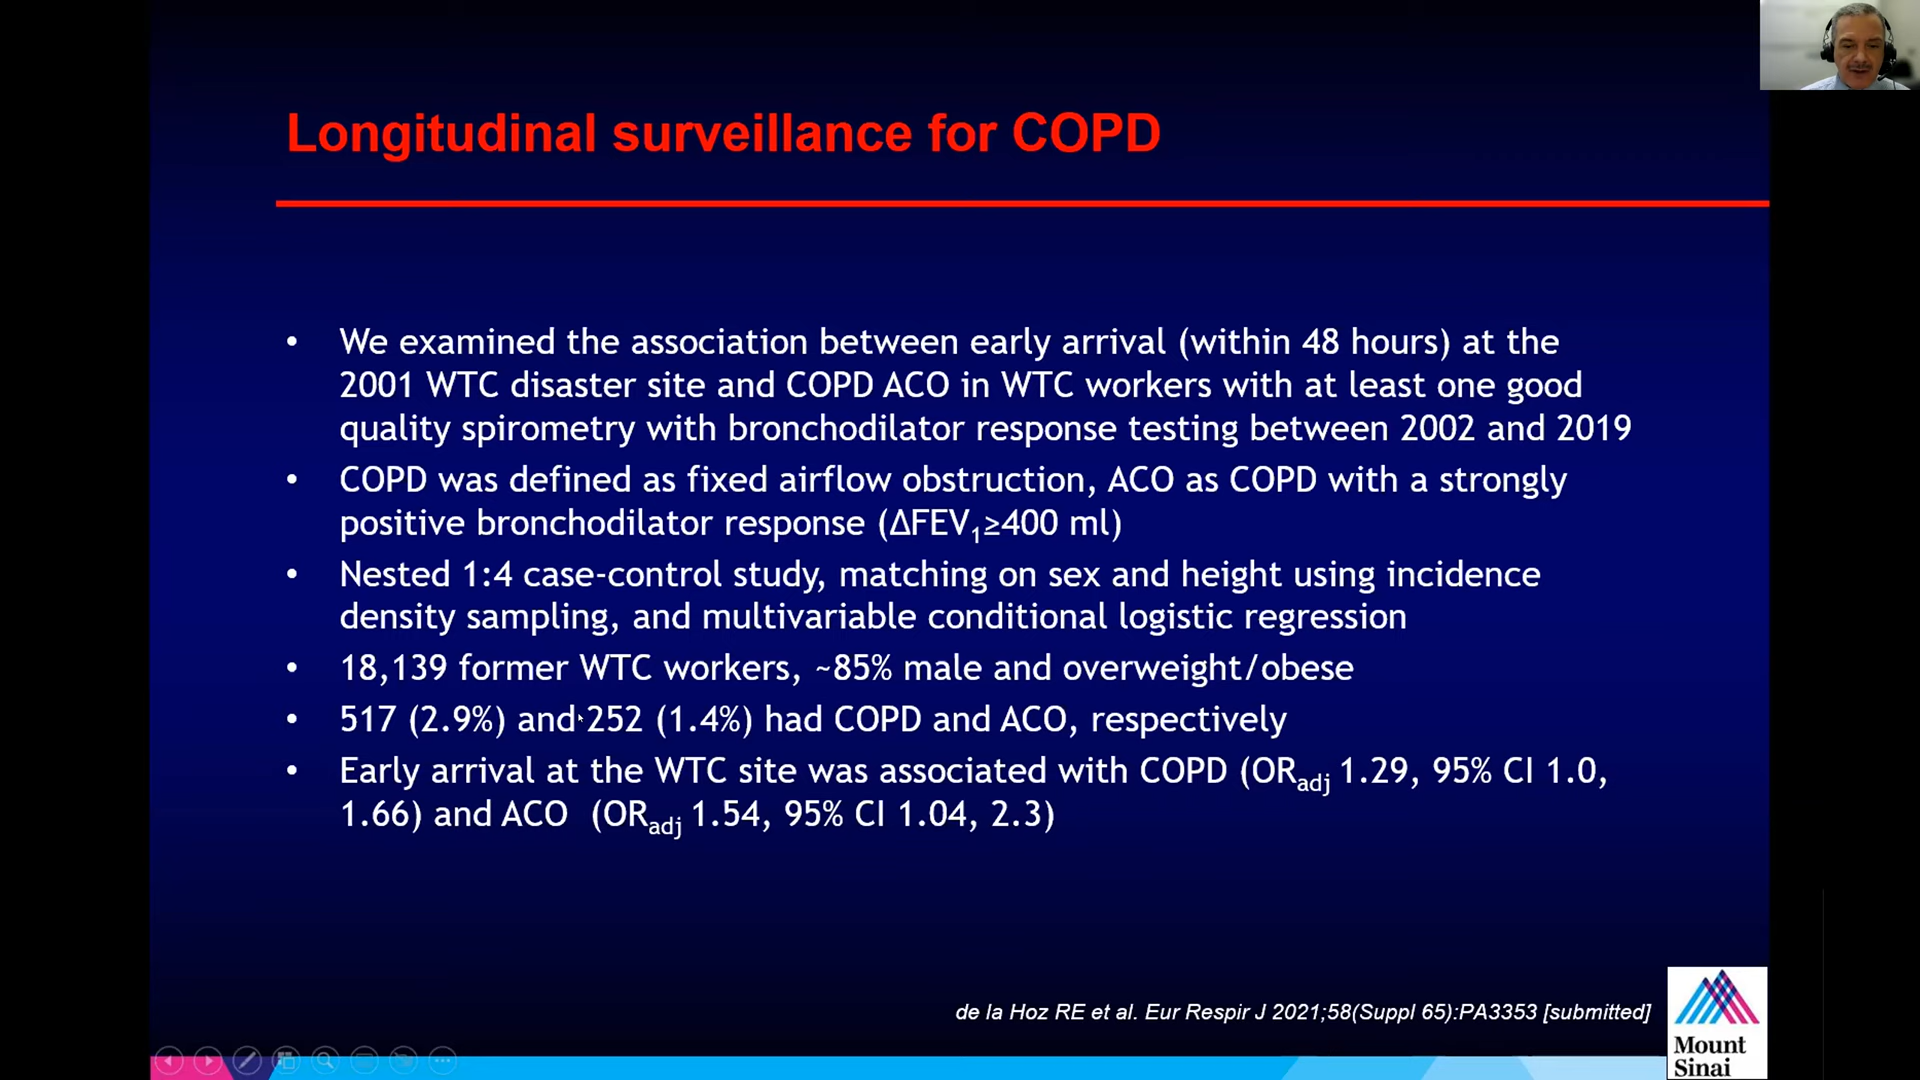 Longitudinal surveillance for COPD
• We examined the association between early arrival (within 48 hours) at the
2001 WTC disaster site and COPD ACO in WTC workers with at least one good
quality spirometry with bronchodilator response testing between 2002 and 2019
• COPD was defined as fixed airflow obstruction, ACO as COPD with a strongly
positive bronchodilator response (ΔFEV₁≥400 ml)
• Nested 1:4 case-control study, matching on sex and height using incidence
density sampling, and multivariable conditional logistic regression
• 18,139 former WTC workers, ~85% male and overweight/obese
• 517 (2.9%) and 252 (1.4%) had COPD and ACO, respectively
• Early arrival at the WTC site was associated with COPD (ORadj 1.29, 95% CI 1.0,
1.66) and ACO (ORadj 1.54, 95% CI 1.04, 2.3)
de la Hoz RE et al. Eur Respir J 2021;58(Suppl 65):PA3353 [submitted]
Mount
Sinai